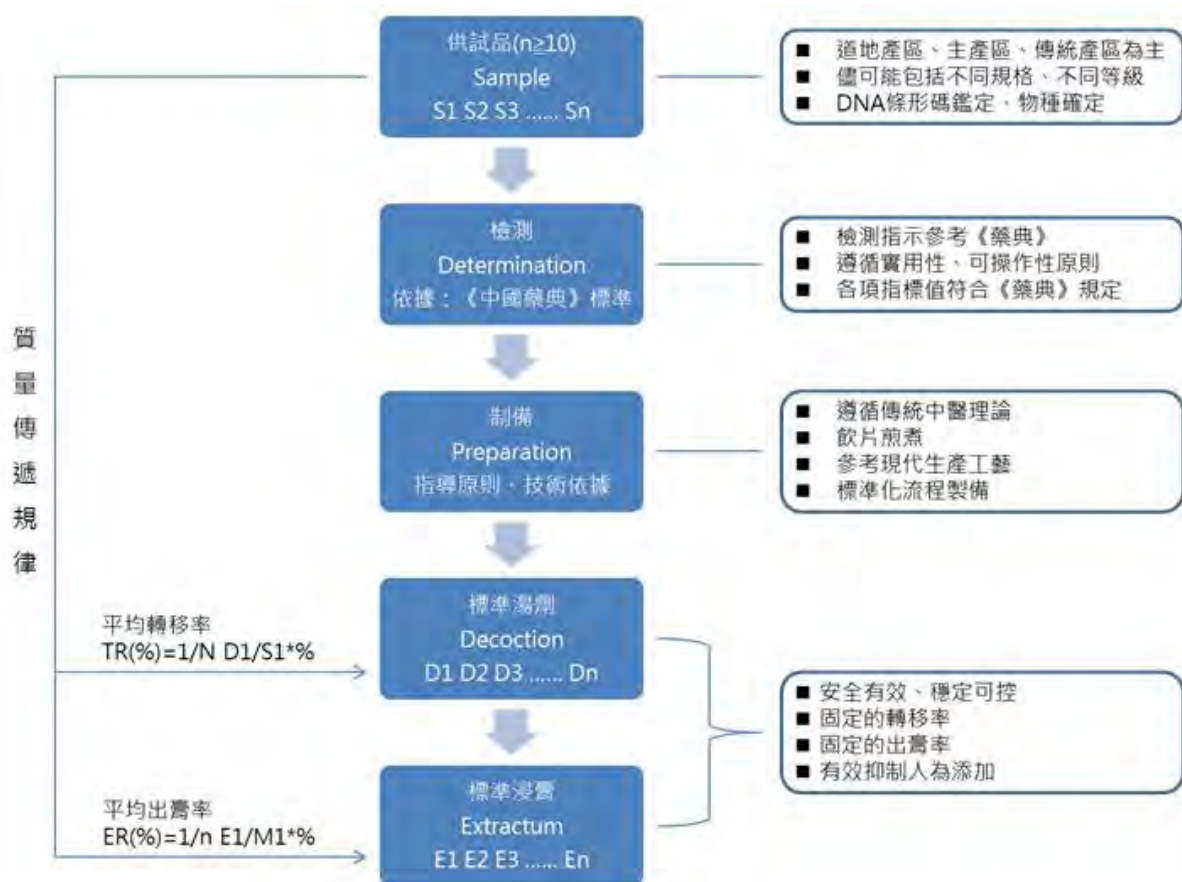 供試品(n≥10)
Sample
S1 S2 S3 ...... Sn
■ 道地產區、主產區、傳統產區為主
■ 儘可能包括不同規格、不同等級
■ DNA條形碼鑑定、物種確定
檢測
Determination
依據：《中國藥典》標準
■ 檢測指示參考《藥典》
■ 遵循實用性、可操作性原則
■ 各項指標值符合《藥典》規定
質量傳遞規律
制備
Preparation
指導原則、技術依據
■ 遵循傳統中醫理論
■ 飲片煎煮
■ 參考現代生產工藝
■ 標準化流程製備
平均轉移率
TR(%)=1/N D1/S1*%
標準湯劑
Decoction
D1 D2 D3 ...... Dn
■ 安全有效、穩定可控
■ 固定的轉移率
■ 固定的出膏率
■ 有效抑制人為添加
平均出膏率
ER(%)=1/n E1/M1*%
標準浸膏
Extractum
E1 E2 E3 ...... En